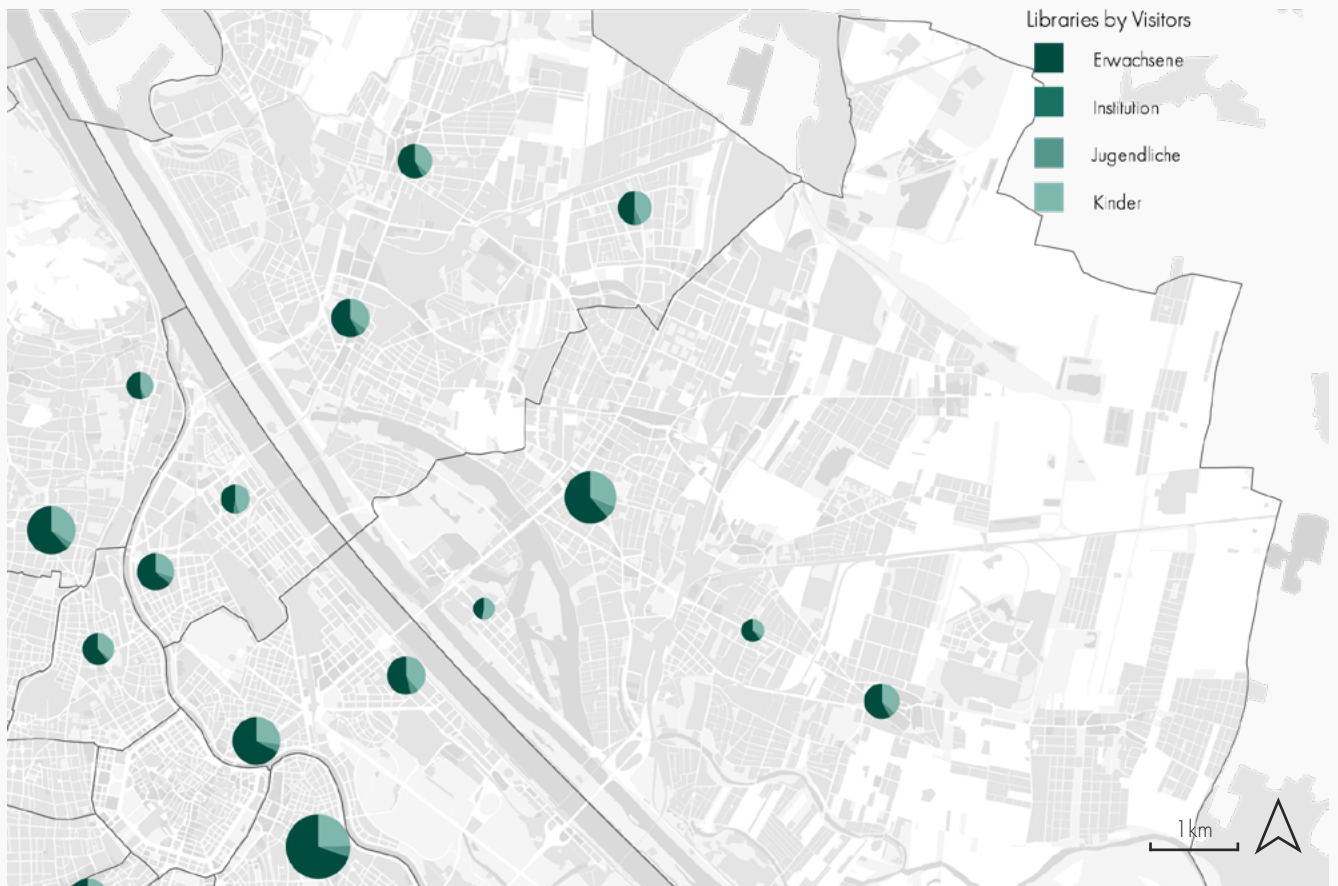 Libraries by Visitors
Erwachsene
Institution
Jugendliche
Kinder
1km